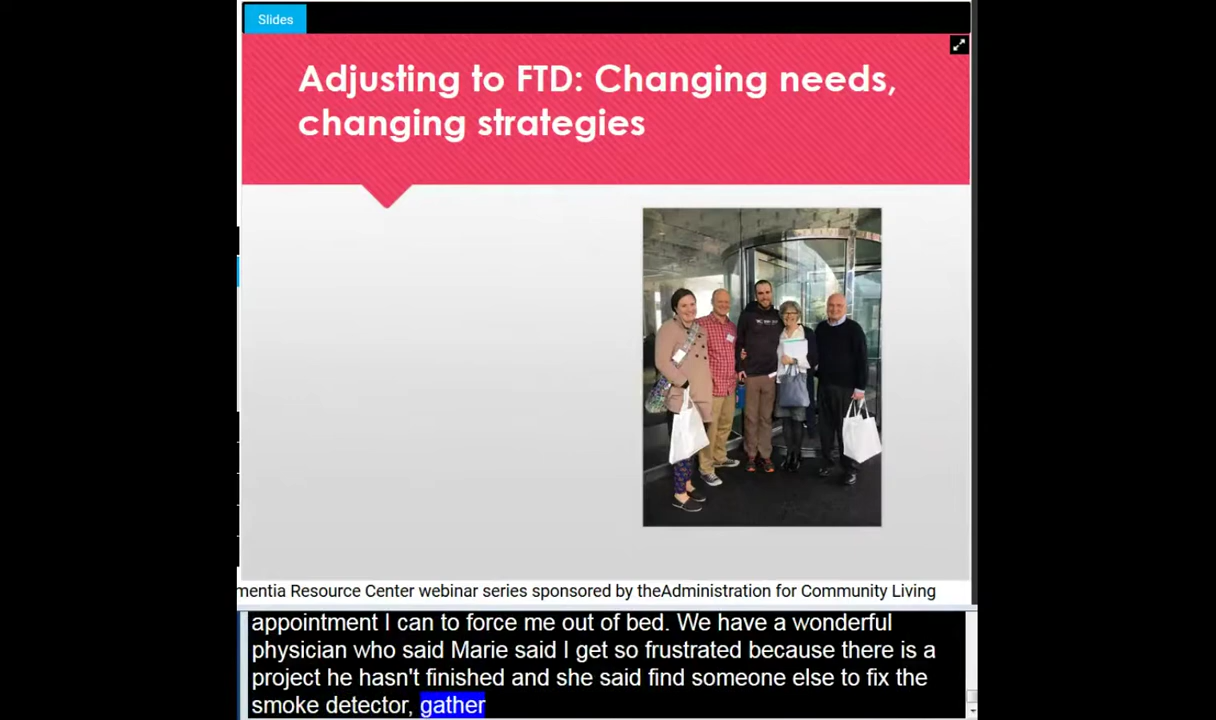 Slides
Adjusting to FTD: Changing needs,
changing strategies
mentia Resource Center webinar series sponsored by theAdministration for Community Living
appointment I can to force me out of bed. We have a wonderful
physician who said Marie said I get so frustrated because there is a
project he hasn't finished and she said find someone else to fix the
smoke detector, gather